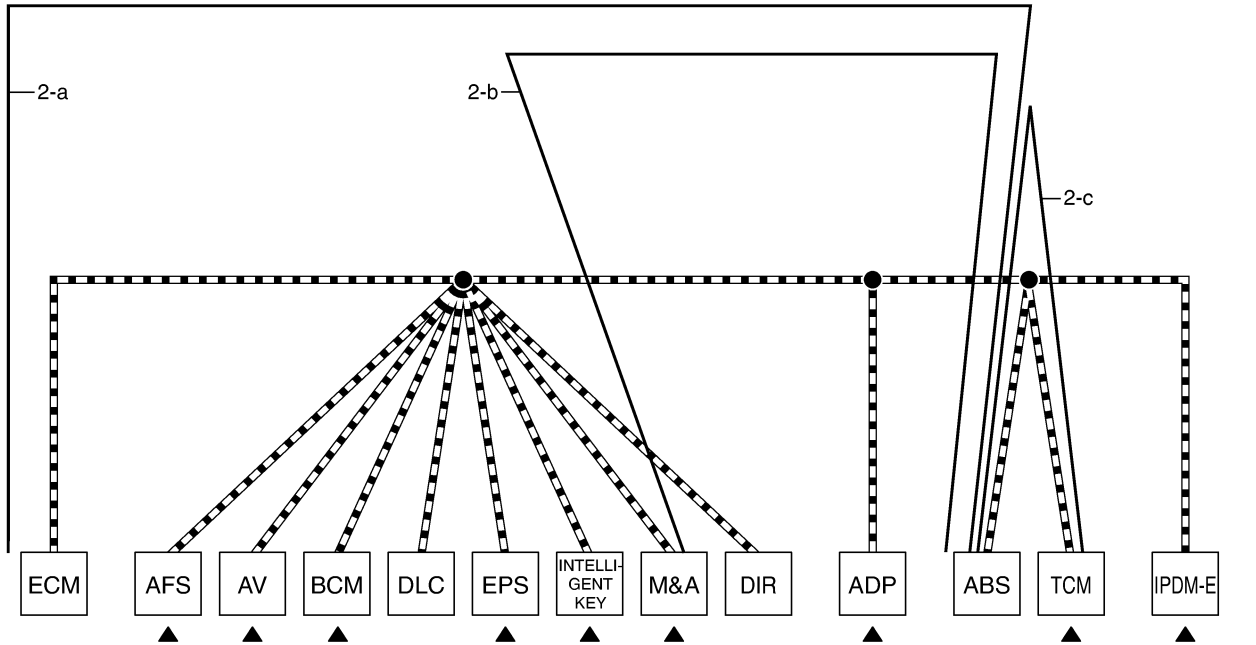 2-a
2-b
2-c
ECM
AFS
AV
BCM
DLC
EPS
INTELLI-
GENT
KEY
M&A
DIR
ADP
ABS
TCM
IPDM-E